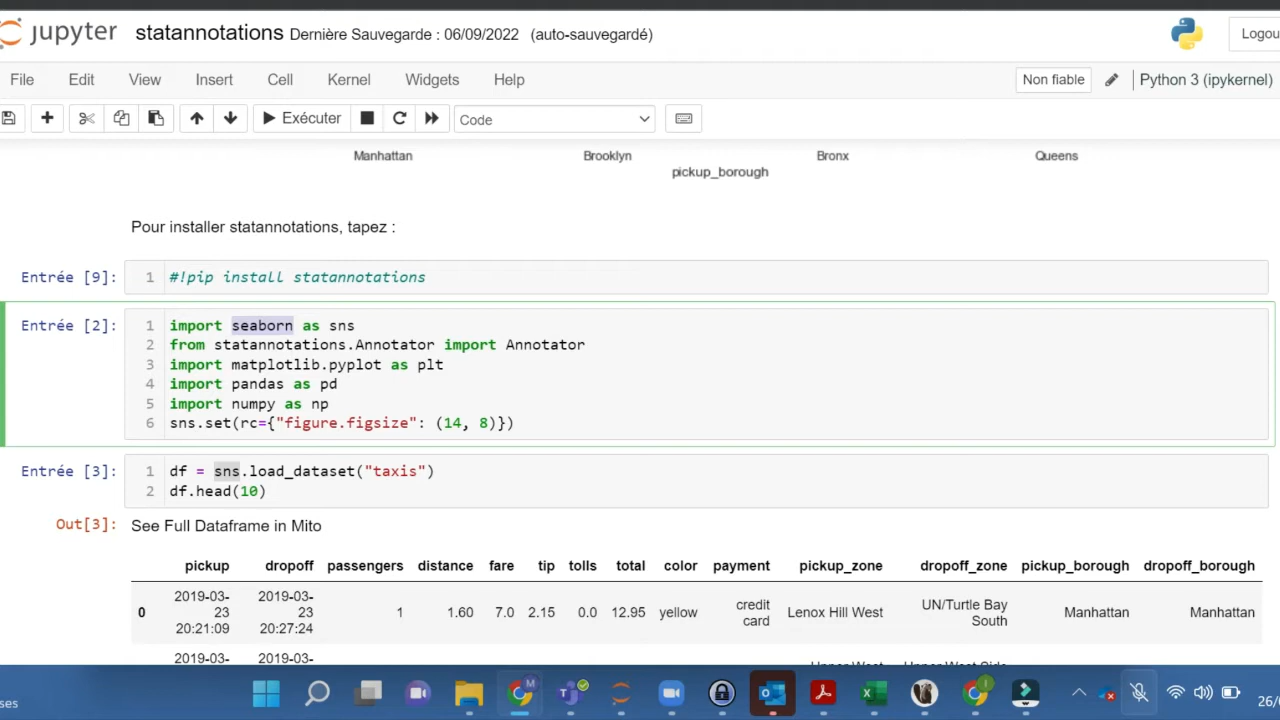 jupyter statannotations Dernière Sauvegarde : 06/09/2022 (auto-sauvegardé) Logou
File Edit View Insert Cell Kernel Widgets Help Non fiable Python 3 (ipykernel)
Exécuter Code
Manhattan Brooklyn Bronx Queens
pickup_borough
Pour installer statannotations, tapez :
Entrée [9]: 1 #!pip install statannotations
Entrée [2]: 1 import seaborn as sns
2 from statannotations.Annotator import Annotator
3 import matplotlib.pyplot as plt
4 import pandas as pd
5 import numpy as np
6 sns.set(rc={"figure.figsize": (14, 8)})
Entrée [3]: 1 df = sns.load_dataset("taxis")
2 df.head(10)
Out[3]: See Full Dataframe in Mito
pickup dropoff passengers distance fare tip tolls total color payment pickup_zone dropoff_zone pickup_borough dropoff_borough
0 2019-03-23 20:21:09 2019-03-23 20:27:24 1 1.60 7.0 2.15 0.0 12.95 yellow credit card Lenox Hill West UN/Turtle Bay South Manhattan Manhattan
2019-03- 2019-03- Upper West Upper West Side
ses 26/